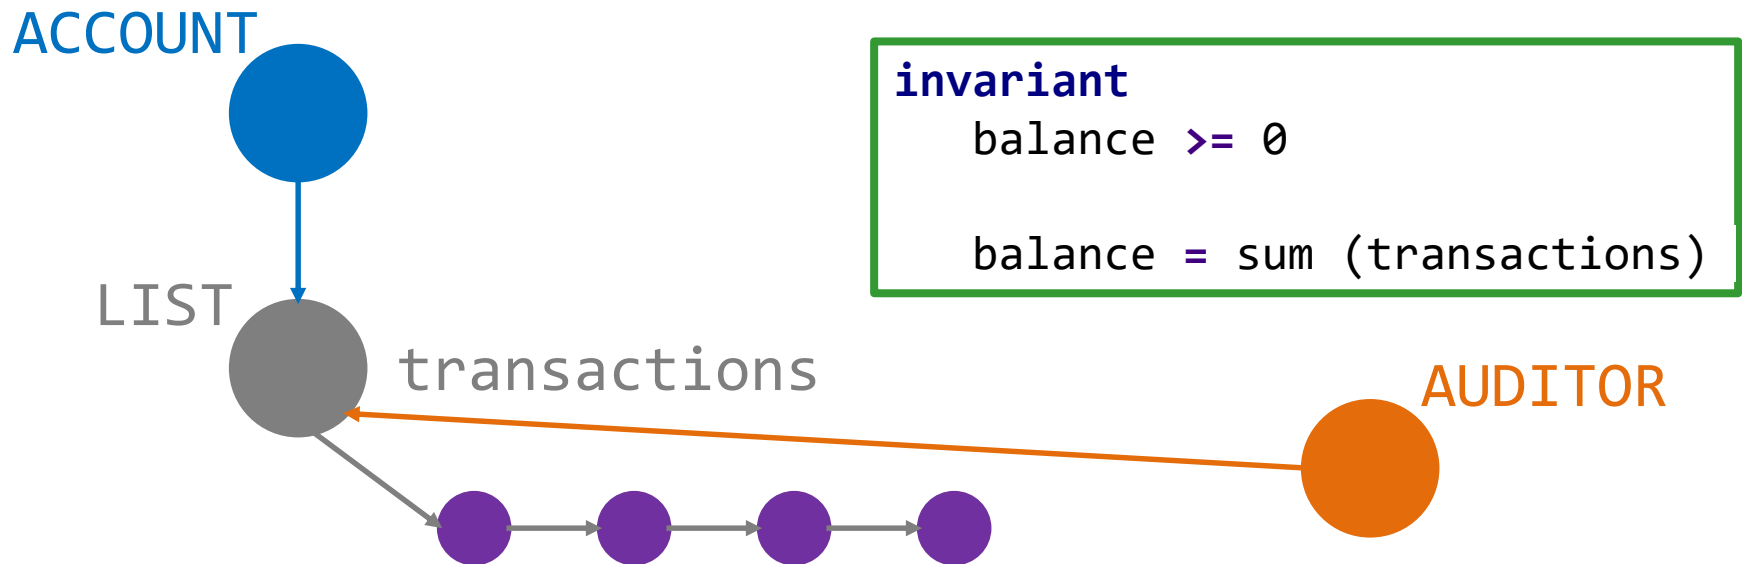 ACCOUNT
invariant
balance >= 0
balance = sum (transactions)
LIST
transactions
AUDITOR